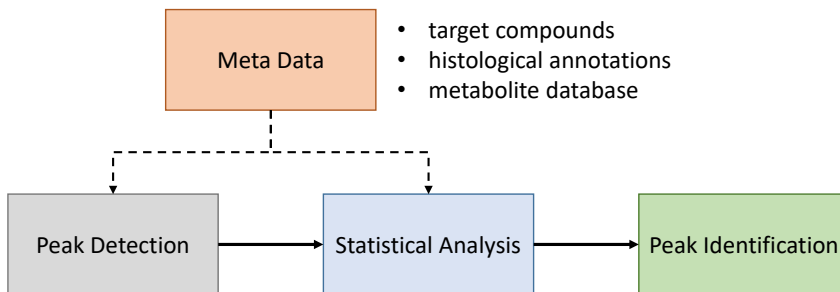 Meta Data
• target compounds
• histological annotations
• metabolite database
Peak Detection
Statistical Analysis
Peak Identification